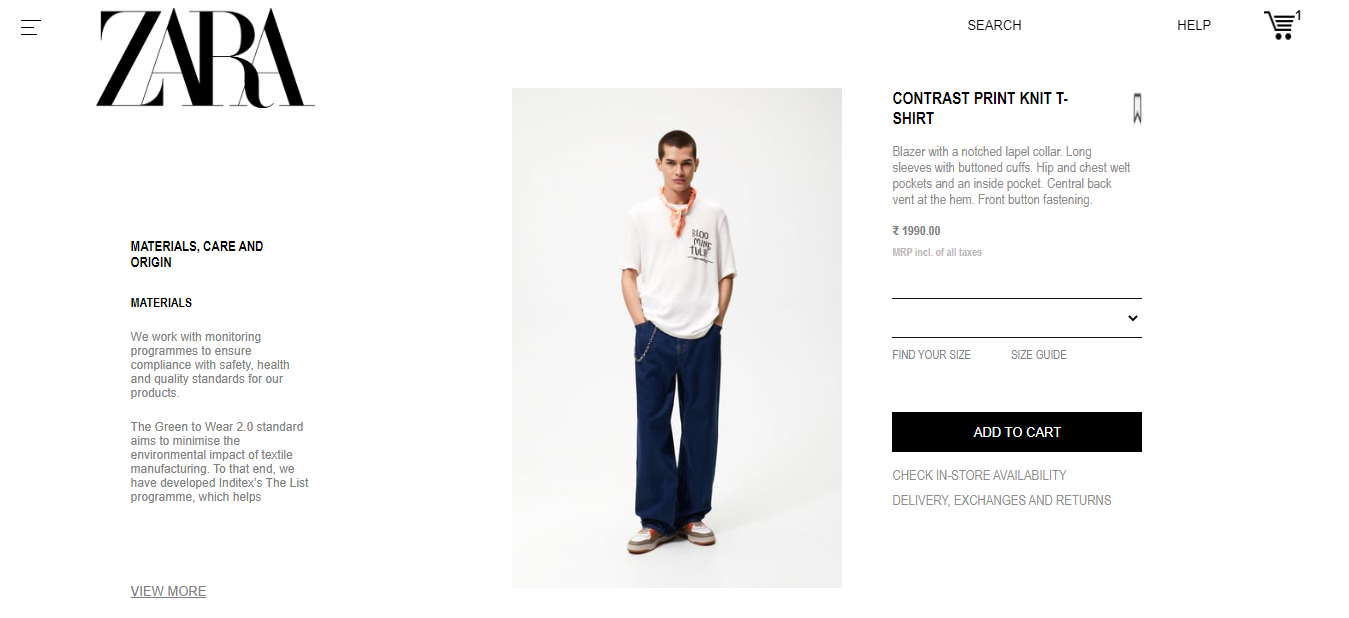 ZARA
SEARCH
HELP
1
CONTRAST PRINT KNIT T-
SHIRT
Blazer with a notched lapel collar. Long
sleeves with buttoned cuffs. Hip and chest welt
pockets and an inside pocket. Central back
vent at the hem. Front button fastening.
₹ 1990.00
MRP incl. of all taxes
FIND YOUR SIZE
SIZE GUIDE
ADD TO CART
CHECK IN-STORE AVAILABILITY
DELIVERY, EXCHANGES AND RETURNS
MATERIALS, CARE AND
ORIGIN
MATERIALS
We work with monitoring
programmes to ensure
compliance with safety, health
and quality standards for our
products.
The Green to Wear 2.0 standard
aims to minimise the
environmental impact of textile
manufacturing. To that end, we
have developed Inditex's The List
programme, which helps
VIEW MORE
BLOO
MING
TULIP